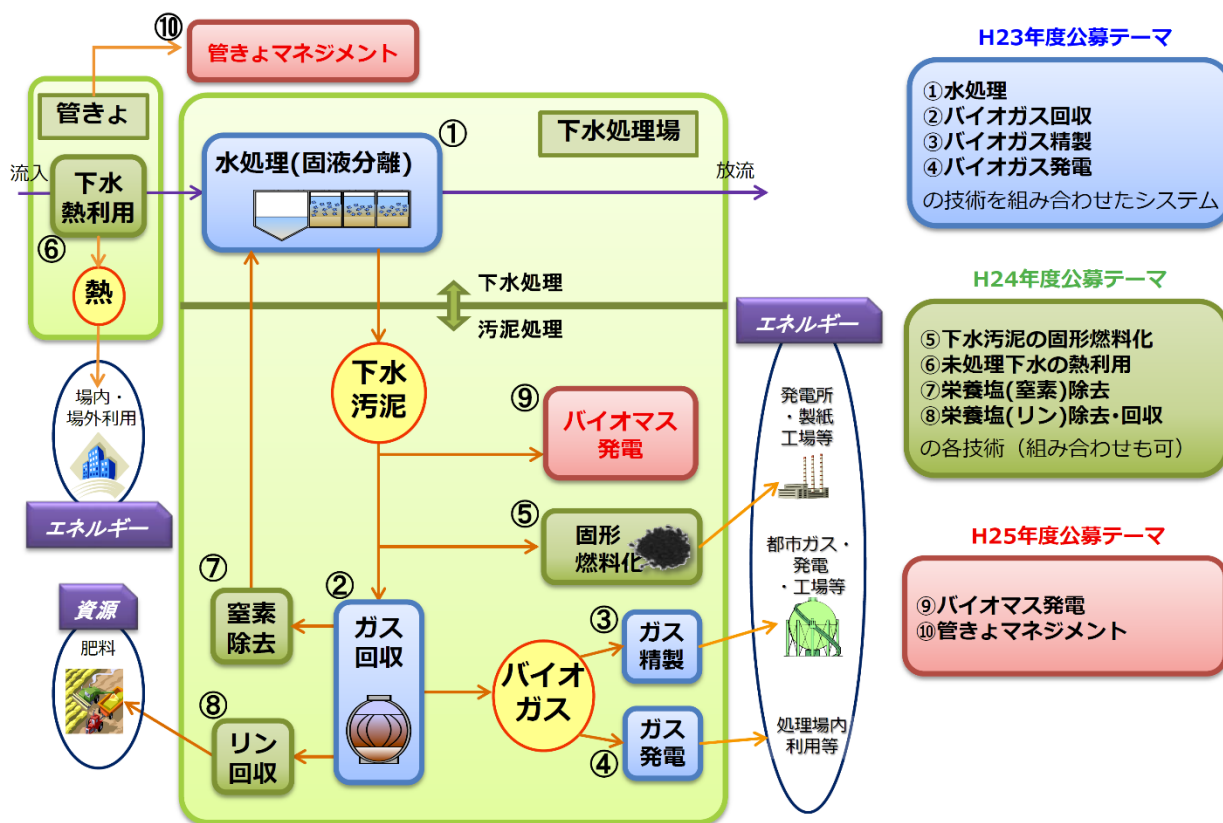 ⑩
管きょマネジメント
管きょ
流入
下水
熱利用
⑥
熱
場内・
場外利用
エネルギー
下水処理場
①
水処理(固液分離)
放流
下水処理
汚泥処理
下水
汚泥
⑨
バイオマス
発電
⑤
固形
燃料化
⑦
窒素
除去
②
ガス
回収
⑧
リン
回収
資源
肥料
バイオ
ガス
③
ガス
精製
④
ガス
発電
エネルギー
発電所
・製紙
工場等
都市ガス・
発電
・工場等
処理場内
利用等
H23年度公募テーマ
①水処理
②バイオガス回収
③バイオガス精製
④バイオガス発電
の技術を組み合わせたシステム
H24年度公募テーマ
⑤下水汚泥の固形燃料化
⑥未処理下水の熱利用
⑦栄養塩(窒素)除去
⑧栄養塩(リン)除去・回収
の各技術（組み合わせも可）
H25年度公募テーマ
⑨バイオマス発電
⑩管きょマネジメント